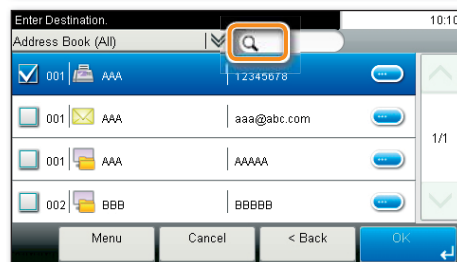 Enter Destination. 10:10
Address Book (All)
001 AAA 12345678
001 AAA aaa@abc.com
001 AAA AAAAA
002 BBB BBBBB
1/1
Menu Cancel < Back OK